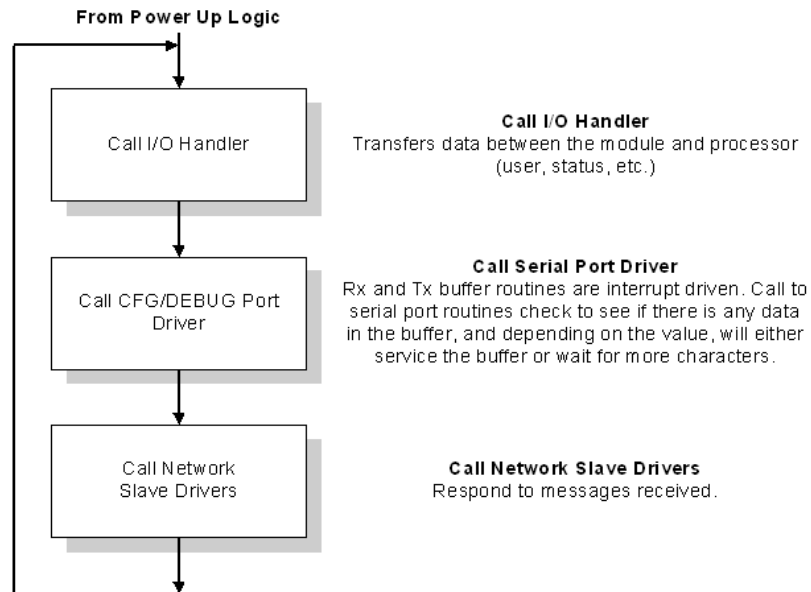 From Power Up Logic
Call I/O Handler
Call I/O Handler
Transfers data between the module and processor
(user, status, etc.)
Call CFG/DEBUG Port
Driver
Call Serial Port Driver
Rx and Tx buffer routines are interrupt driven. Call to
serial port routines check to see if there is any data
in the buffer, and depending on the value, will either
service the buffer or wait for more characters.
Call Network
Slave Drivers
Call Network Slave Drivers
Respond to messages received.